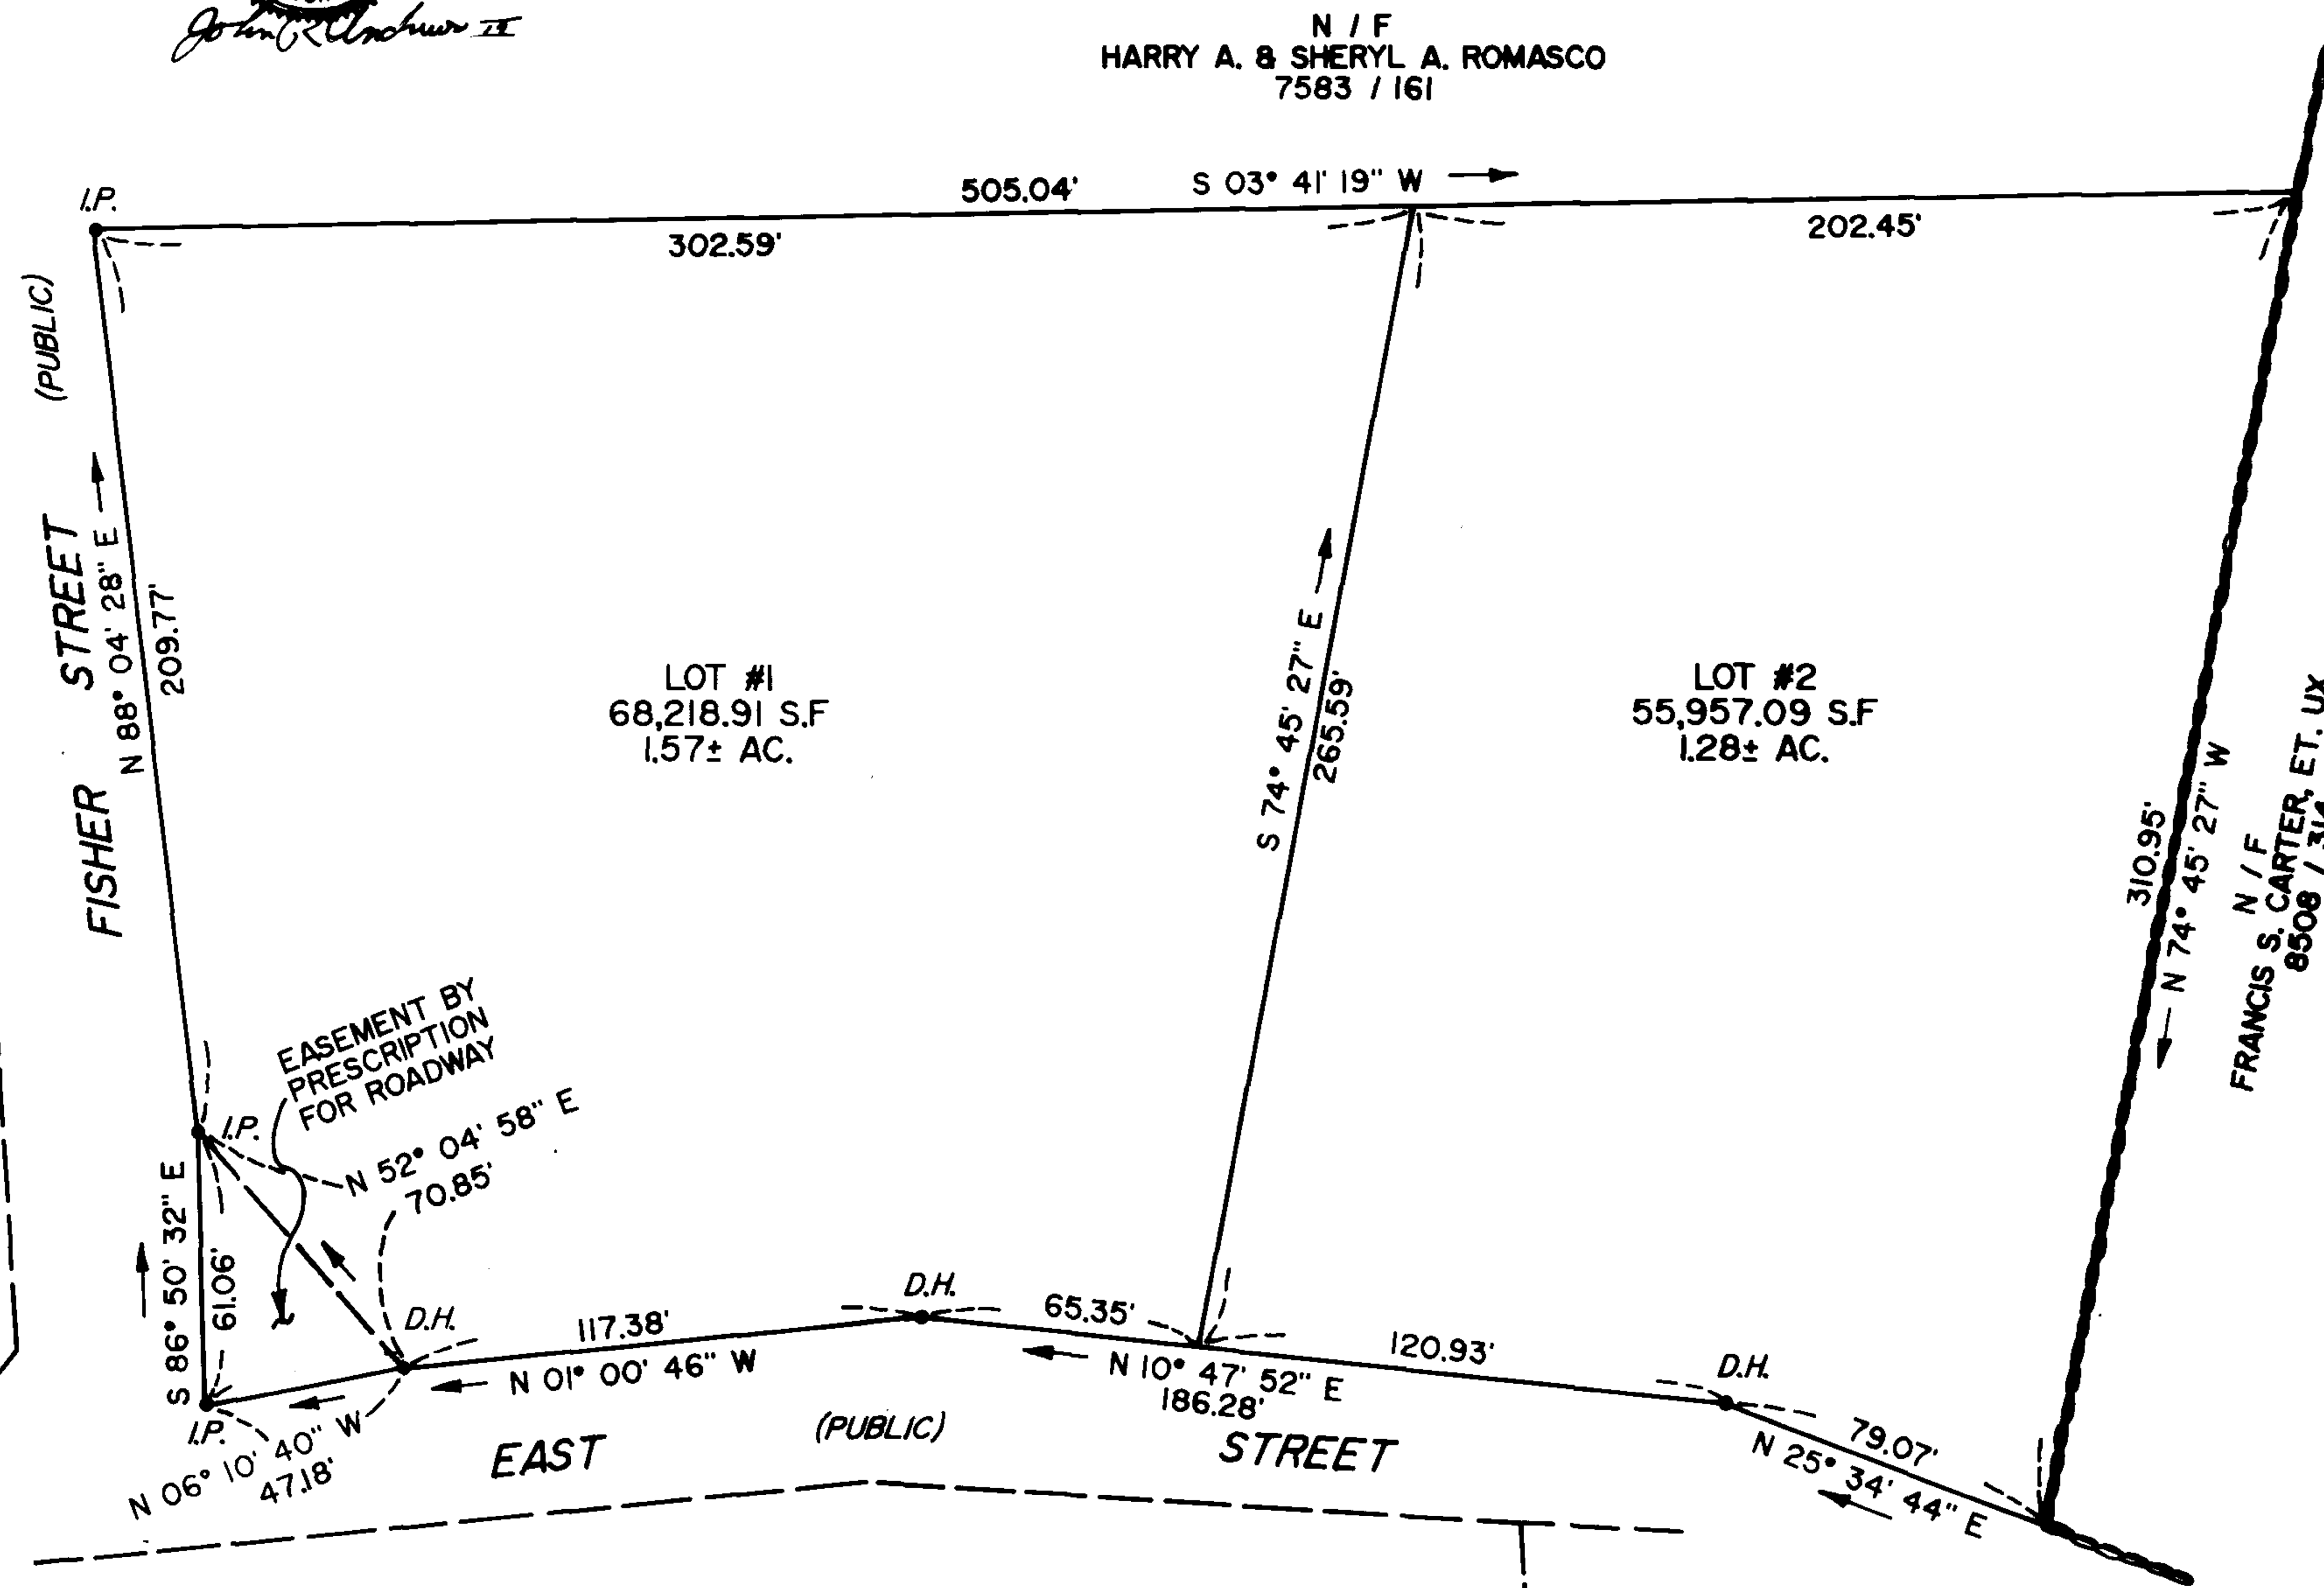 John R Andrews III
N / F
HARRY A. & SHERYL A. ROMASCO
7583 / 161
I.P.
505.04'
S 03° 41' 19" W
302.59'
202.45'
(PUBLIC)
FISHER STREET
N 88° 04' 28" E
209.77'
LOT #1
68,218.91 S.F
1.57± AC.
S 74° 45' 27" E
265.59'
LOT #2
55,957.09 S.F
1.28± AC.
310.95'
N 74° 45' 27" W
N / F
FRANCIS S. CARTER, ET. UX
8508 /
EASEMENT BY
PRESCRIPTION
FOR ROADWAY
I.P.
N 52° 04' 58" E
70.85'
S 86° 50' 32" E
61.06'
D.H.
117.38'
N 01° 00' 46" W
D.H.
65.35'
120.93'
N 10° 47' 52" E
186.28'
D.H.
79.07'
N 25° 34' 44" E
I.P.
N 06° 10' 40" W
47.18'
EAST STREET
(PUBLIC)